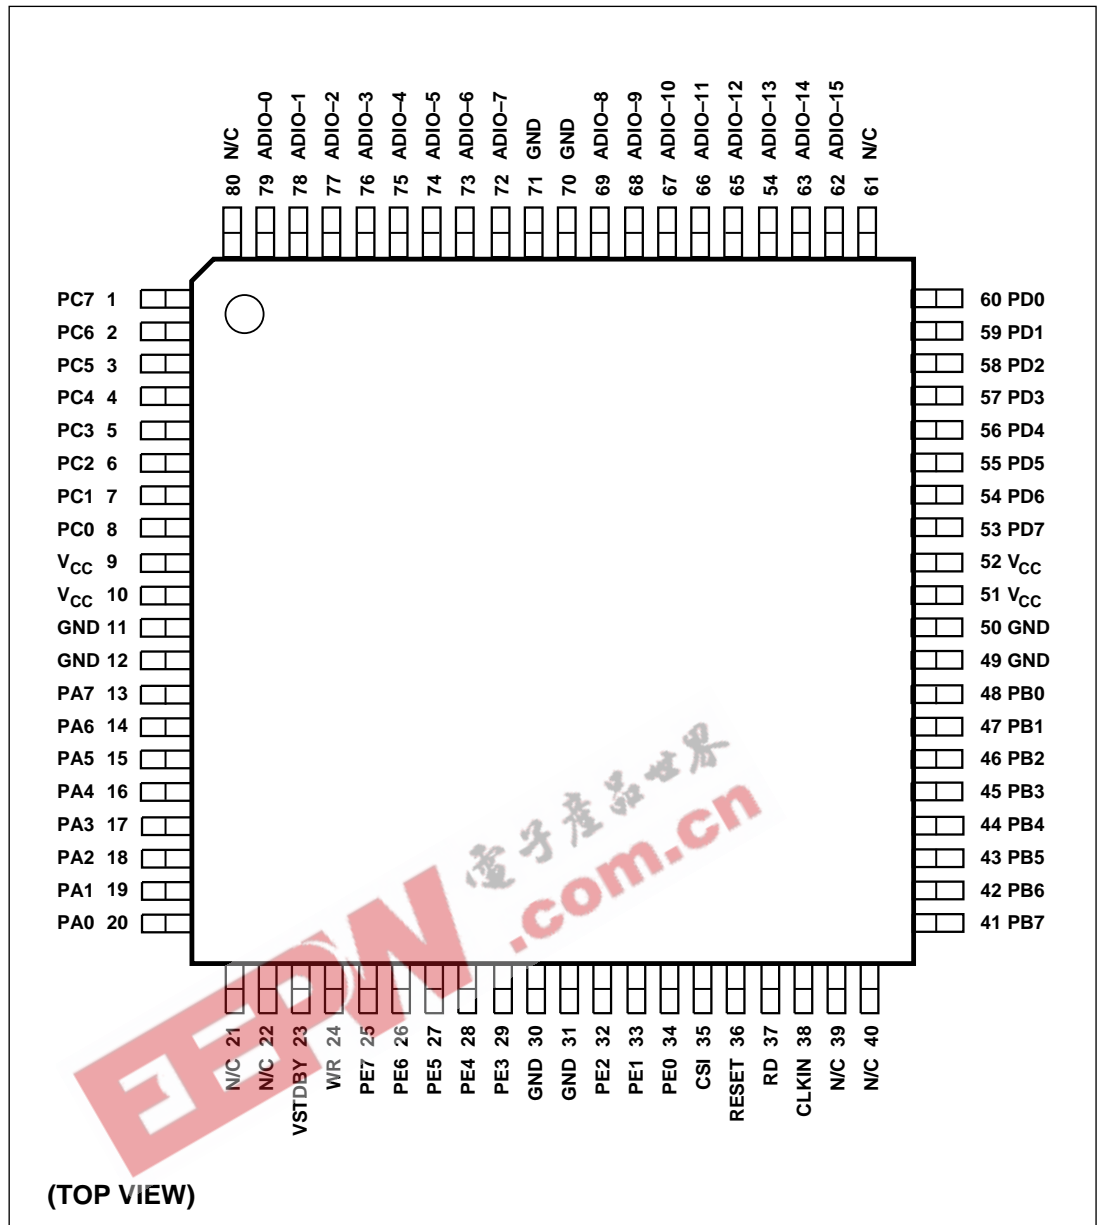 80 N/C
79 ADIO–0
78 ADIO–1
77 ADIO–2
76 ADIO–3
75 ADIO–4
74 ADIO–5
73 ADIO–6
72 ADIO–7
71 GND
70 GND
69 ADIO–8
68 ADIO–9
67 ADIO–10
66 ADIO–11
65 ADIO–12
54 ADIO–13
63 ADIO–14
62 ADIO–15
61 N/C
PC7 1
PC6 2
PC5 3
PC4 4
PC3 5
PC2 6
PC1 7
PC0 8
VCC 9
VCC 10
GND 11
GND 12
PA7 13
PA6 14
PA5 15
PA4 16
PA3 17
PA2 18
PA1 19
PA0 20
60 PD0
59 PD1
58 PD2
57 PD3
56 PD4
55 PD5
54 PD6
53 PD7
52 VCC
51 VCC
50 GND
49 GND
48 PB0
47 PB1
46 PB2
45 PB3
44 PB4
43 PB5
42 PB6
41 PB7
N/C 21
N/C 22
VSTDBY 23
WR 24
PE7 25
PE6 26
PE5 27
PE4 28
PE3 29
GND 30
GND 31
PE2 32
PE1 33
PE0 34
CSI 35
RESET 36
RD 37
CLKIN 38
N/C 39
N/C 40
EEPW
電子產品世界
.com.cn
(TOP VIEW)